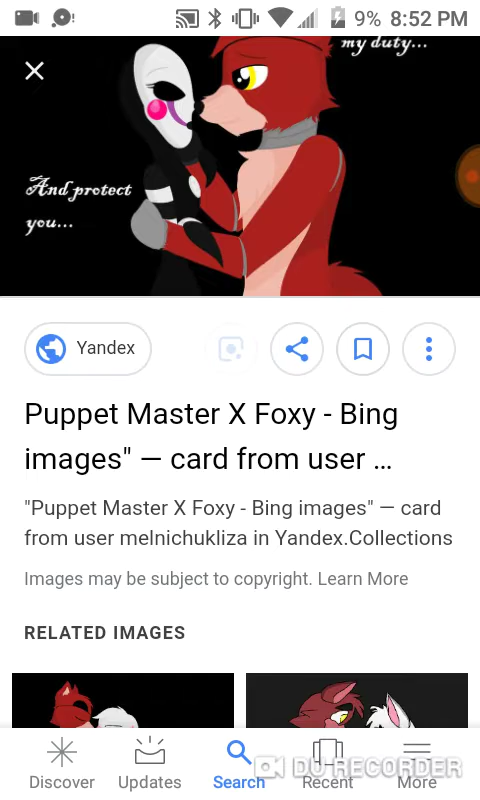 9% 8:52 PM
my duty...
And protect
you...
Yandex
Puppet Master X Foxy - Bing
images" — card from user ...
"Puppet Master X Foxy - Bing images" — card
from user melnichukliza in Yandex.Collections
Images may be subject to copyright. Learn More
RELATED IMAGES
DU RECORDER
Discover Updates Search Recent More